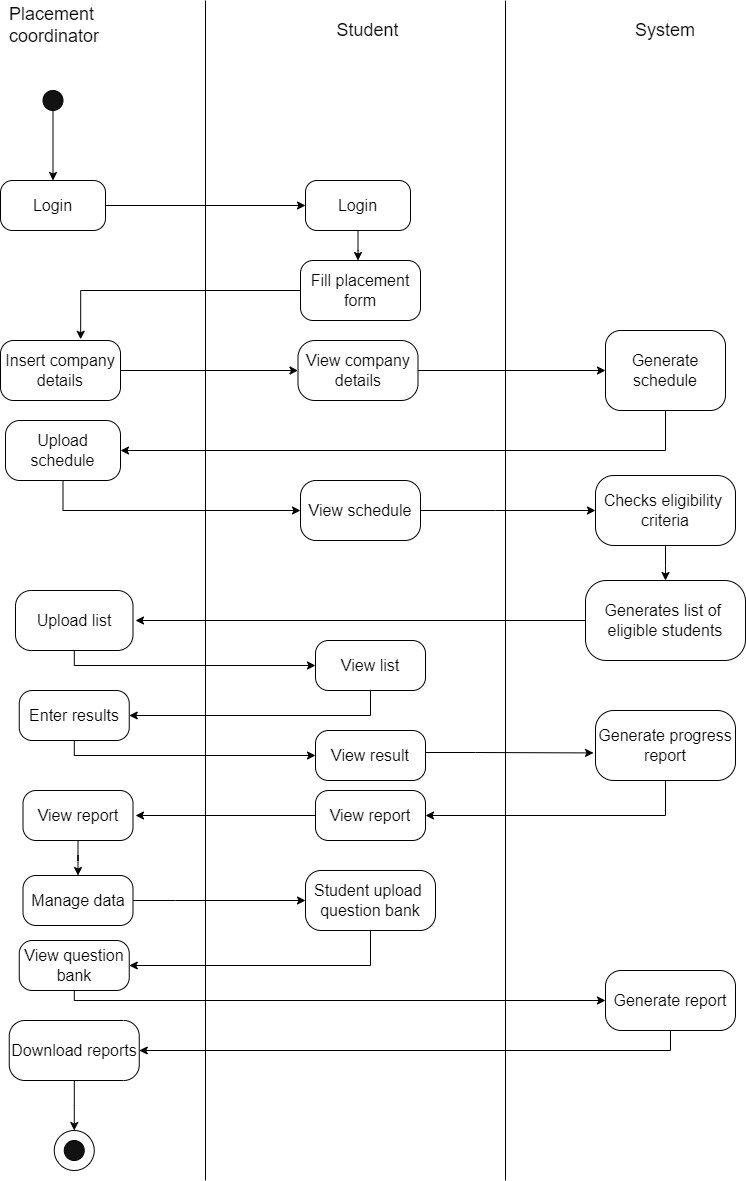 Placement
coordinator
Student
System
Login
Login
Fill placement
form
Insert company
details
View company
details
Generate
schedule
Upload
schedule
View schedule
Checks eligibility
criteria
Generates list of
eligible students
Upload list
View list
Enter results
View result
Generate progress
report
View report
View report
Manage data
Student upload
question bank
View question
bank
Generate report
Download reports